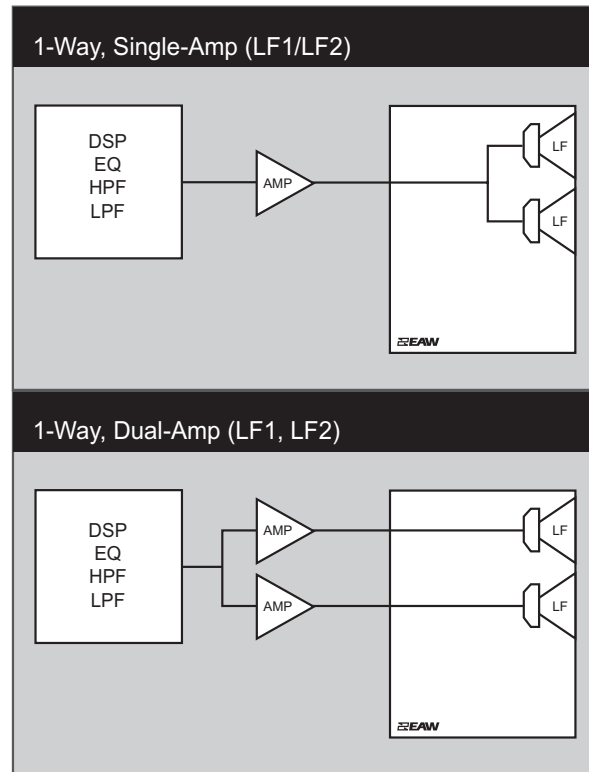 1-Way, Single-Amp (LF1/LF2)
DSP
EQ
HPF
LPF
AMP
LF
LF
EAW
1-Way, Dual-Amp (LF1, LF2)
DSP
EQ
HPF
LPF
AMP
AMP
LF
LF
EAW